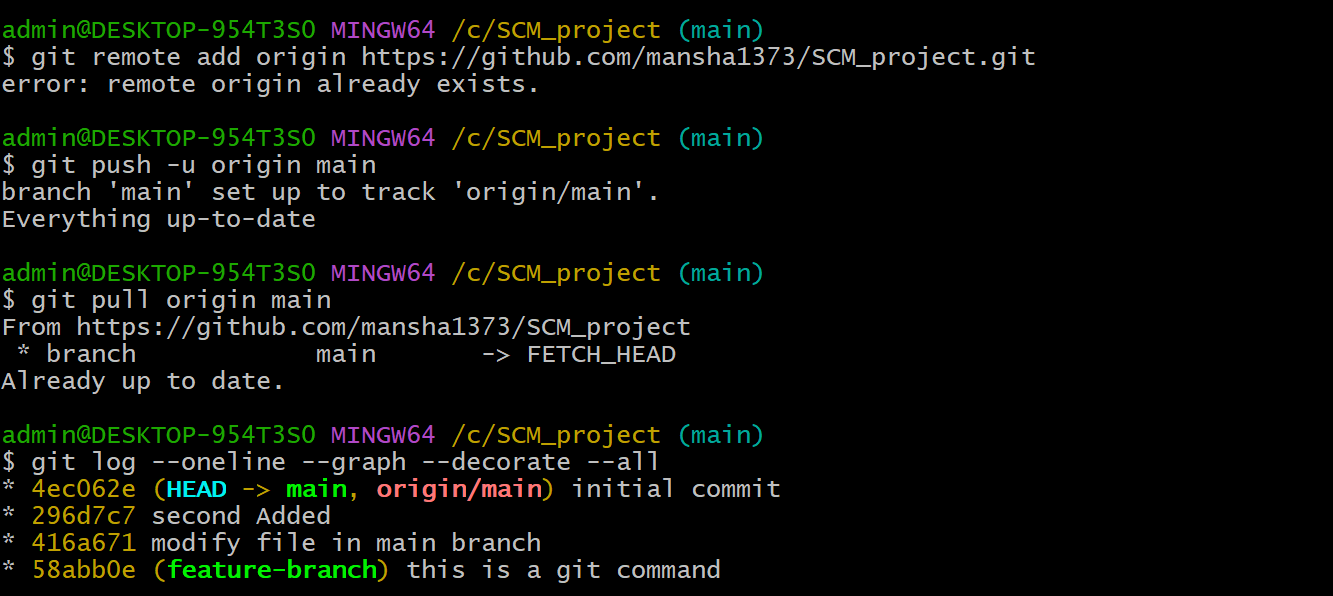 admin@DESKTOP-954T3SO MINGW64 /c/SCM_project (main)
$ git remote add origin https://github.com/mansha1373/SCM_project.git
error: remote origin already exists.
admin@DESKTOP-954T3SO MINGW64 /c/SCM_project (main)
$ git push -u origin main
branch 'main' set up to track 'origin/main'.
Everything up-to-date
admin@DESKTOP-954T3SO MINGW64 /c/SCM_project (main)
$ git pull origin main
From https://github.com/mansha1373/SCM_project
 * branch            main       -> FETCH_HEAD
Already up to date.
admin@DESKTOP-954T3SO MINGW64 /c/SCM_project (main)
$ git log --oneline --graph --decorate --all
* 4ec062e (HEAD -> main, origin/main) initial commit
* 296d7c7 second Added
* 416a671 modify file in main branch
* 58abb0e (feature-branch) this is a git command